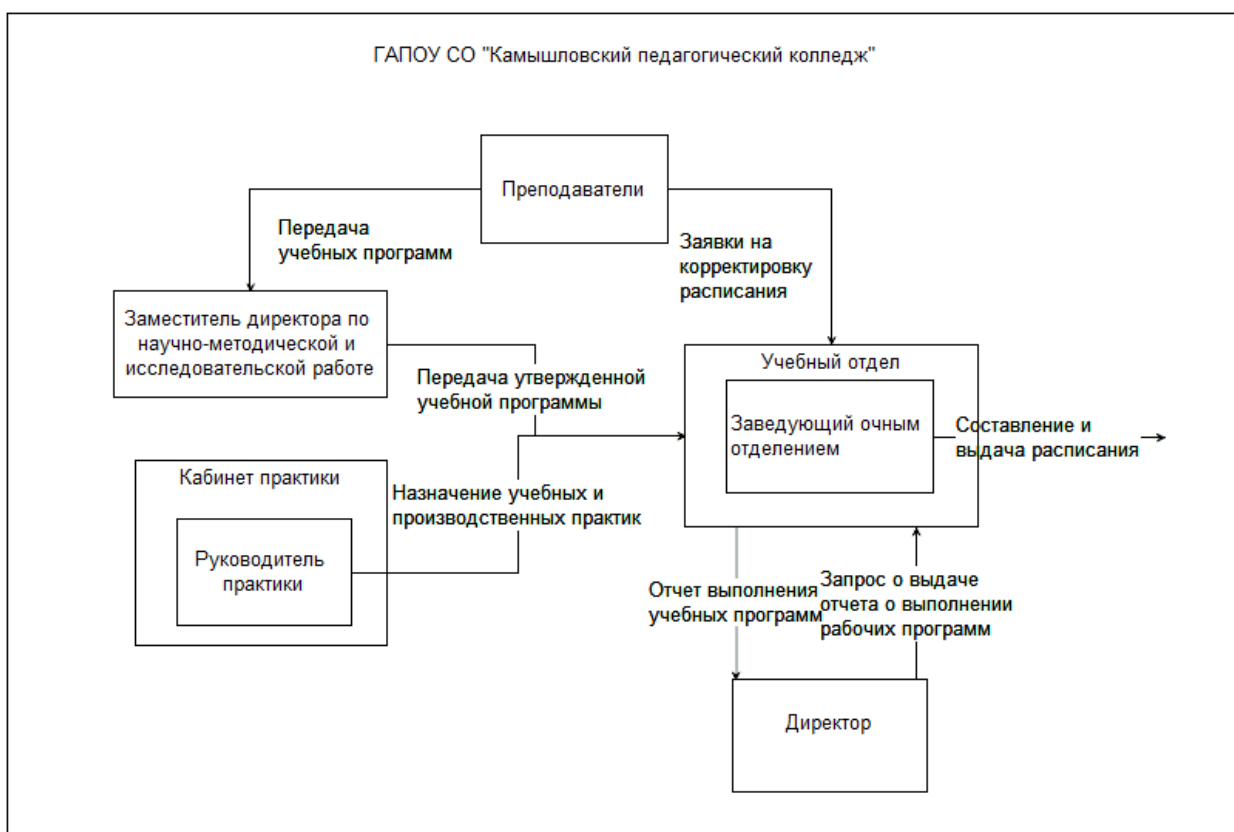 ГАПОУ СО "Камышловский педагогический колледж"
Преподаватели
Передача
учебных программ
Заявки на
корректировку
расписания
Заместитель директора по
научно-методической и
исследовательской работе
Передача утвержденной
учебной программы
Учебный отдел
Заведующий очным
отделением
Составление и
выдача расписания
Кабинет практики
Руководитель
практики
Назначение учебных и
производственных практик
Отчет выполнения
учебных программ
Запрос о выдаче
отчета о выполнении
рабочих программ
Директор